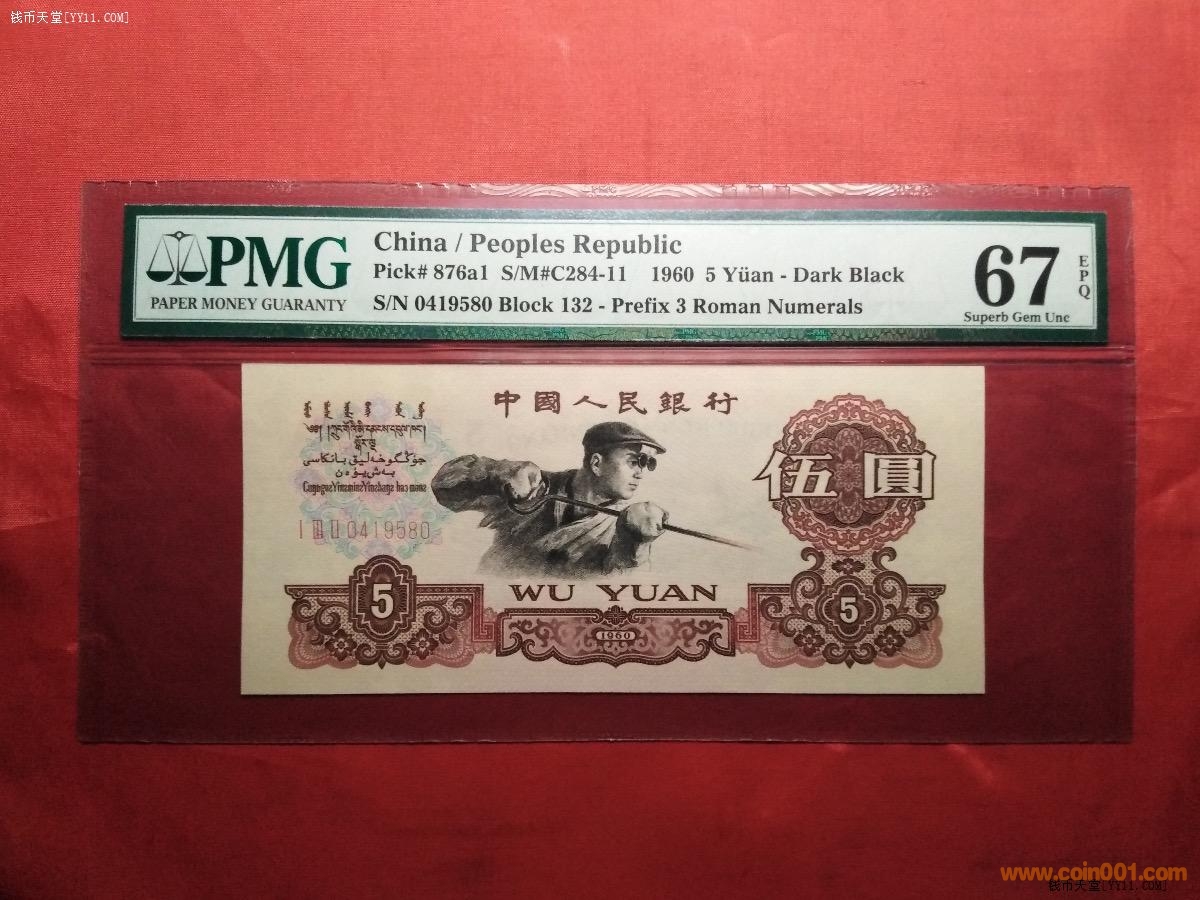 钱币天堂[YY11.COM]
PMG
PAPER MONEY GUARANTY
China / Peoples Republic
Pick# 876a1 S/M#C284-11 1960 5 Yüan - Dark Black
S/N 0419580 Block 132 - Prefix 3 Roman Numerals
67
EPQ
Superb Gem Unc
中國人民銀行
伍圓
I III II 0419580
WU YUAN
5
1960
5
www.coin001.com
钱币天堂[YY11.COM]